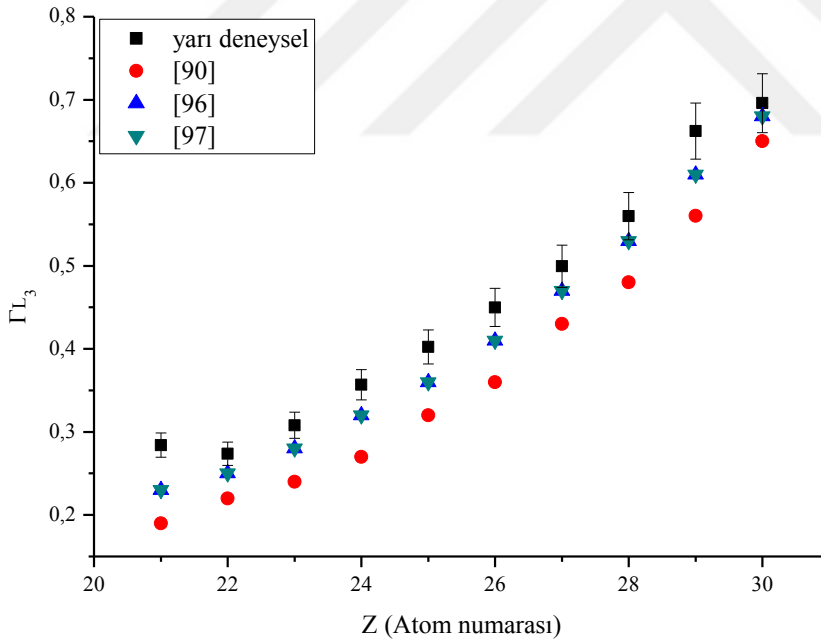 0,8
0,7
0,6
0,5
0,4
0,3
0,2
ΓL3
yarı deneysel
[90]
[96]
[97]
20 22 24 26 28 30
Z (Atom numarası)